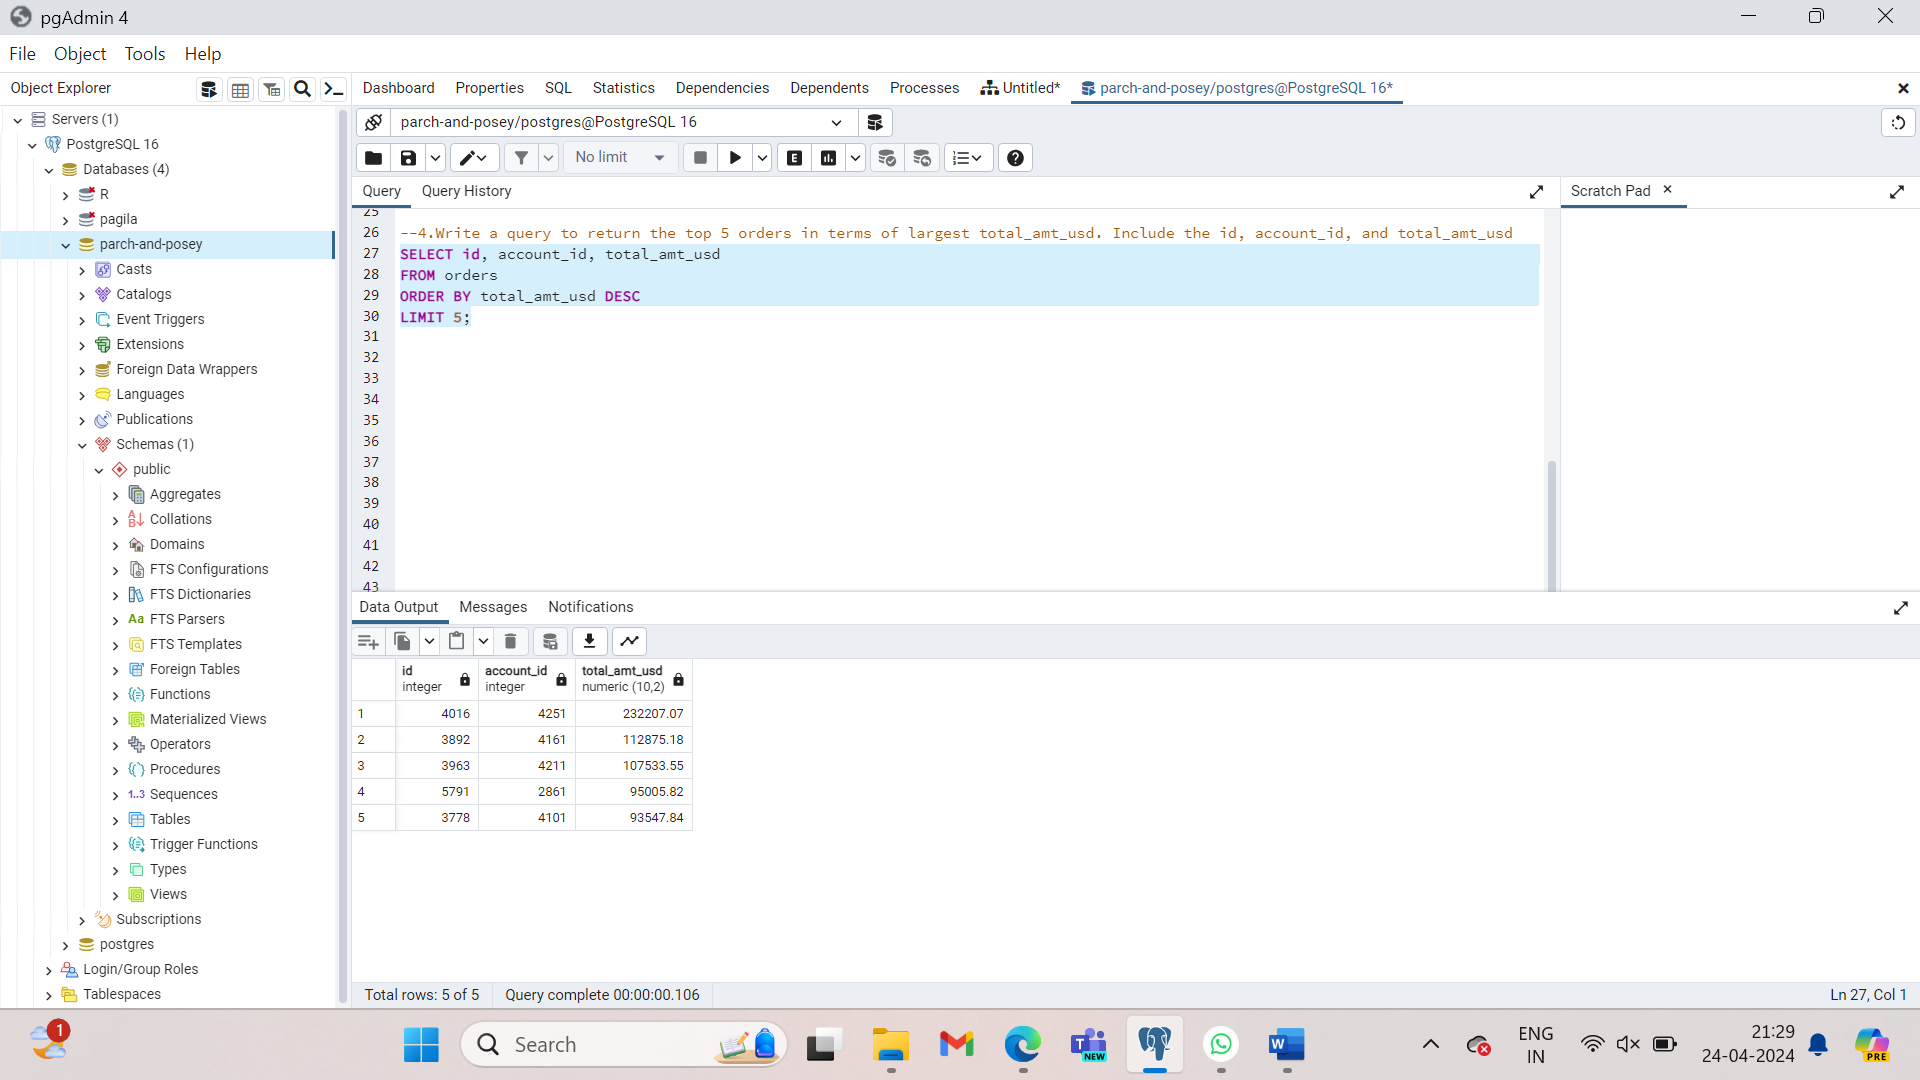 pgAdmin 4
File Object Tools Help
Object Explorer
Dashboard Properties SQL Statistics Dependencies Dependents Processes Untitled* parch-and-posey/postgres@PostgreSQL 16*
Servers (1)
PostgreSQL 16
Databases (4)
R
pagila
parch-and-posey
Casts
Catalogs
Event Triggers
Extensions
Foreign Data Wrappers
Languages
Publications
Schemas (1)
public
Aggregates
Collations
Domains
FTS Configurations
FTS Dictionaries
Aa FTS Parsers
FTS Templates
Foreign Tables
Functions
Materialized Views
Operators
Procedures
1..3 Sequences
Tables
Trigger Functions
Types
Views
Subscriptions
postgres
Login/Group Roles
Tablespaces
parch-and-posey/postgres@PostgreSQL 16
No limit
E
Query Query History
Scratch Pad
25
26 --4.Write a query to return the top 5 orders in terms of largest total_amt_usd. Include the id, account_id, and total_amt_usd
27 SELECT id, account_id, total_amt_usd
28 FROM orders
29 ORDER BY total_amt_usd DESC
30 LIMIT 5;
31
32
33
34
35
36
37
38
39
40
41
42
43
Data Output Messages Notifications
id account_id total_amt_usd
integer integer numeric (10,2)
1 4016 4251 232207.07
2 3892 4161 112875.18
3 3963 4211 107533.55
4 5791 2861 95005.82
5 3778 4101 93547.84
Total rows: 5 of 5 Query complete 00:00:00.106 Ln 27, Col 1
1
Search
T NEW
W
ENG
IN
21:29
24-04-2024
PRE